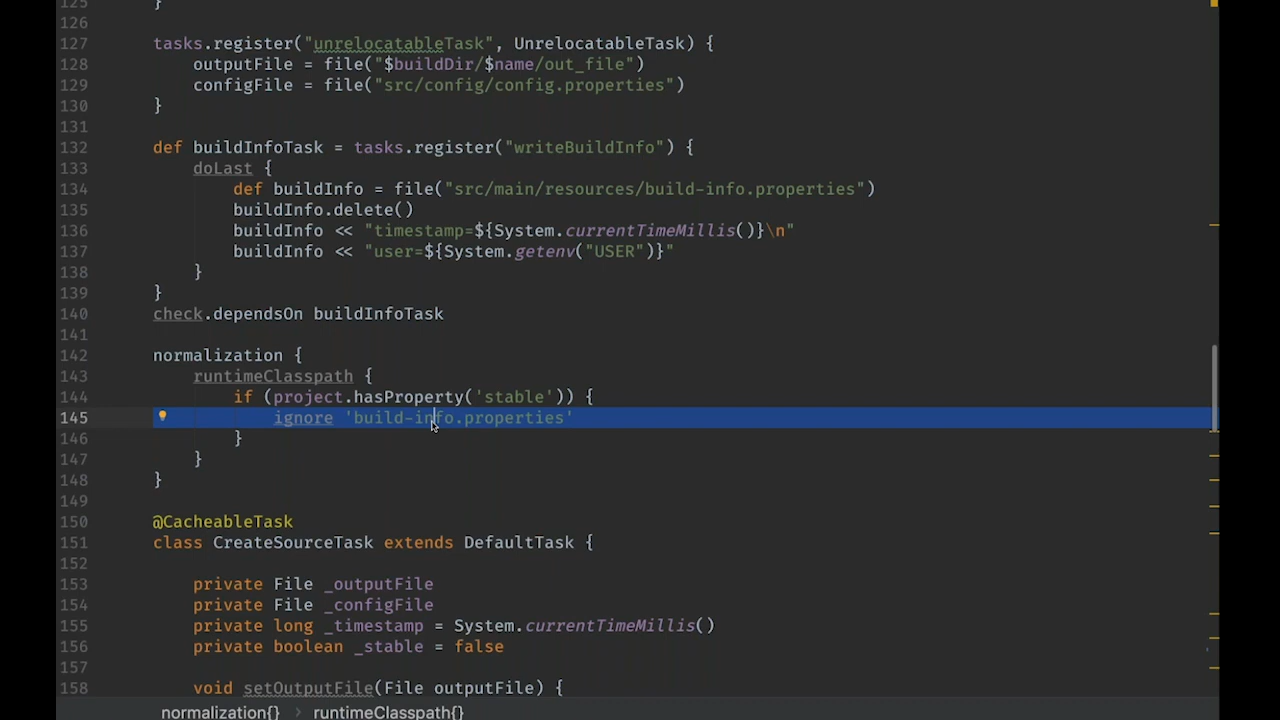 125 }
126
127 tasks.register("unrelocatableTask", UnrelocatableTask) {
128 outputFile = file("$buildDir/$name/out_file")
129 configFile = file("src/config/config.properties")
130 }
131
132 def buildInfoTask = tasks.register("writeBuildInfo") {
133 doLast {
134 def buildInfo = file("src/main/resources/build-info.properties")
135 buildInfo.delete()
136 buildInfo << "timestamp=${System.currentTimeMillis()}\n"
137 buildInfo << "user=${System.getenv("USER")}"
138 }
139 }
140 check.dependsOn buildInfoTask
141
142 normalization {
143 runtimeClasspath {
144 if (project.hasProperty('stable')) {
145 ignore 'build-info.properties'
146 }
147 }
148 }
149
150 @CacheableTask
151 class CreateSourceTask extends DefaultTask {
152
153 private File _outputFile
154 private File _configFile
155 private long _timestamp = System.currentTimeMillis()
156 private boolean _stable = false
157
158 void setOutputFile(File outputFile) {
normalization{} › runtimeClasspath{}